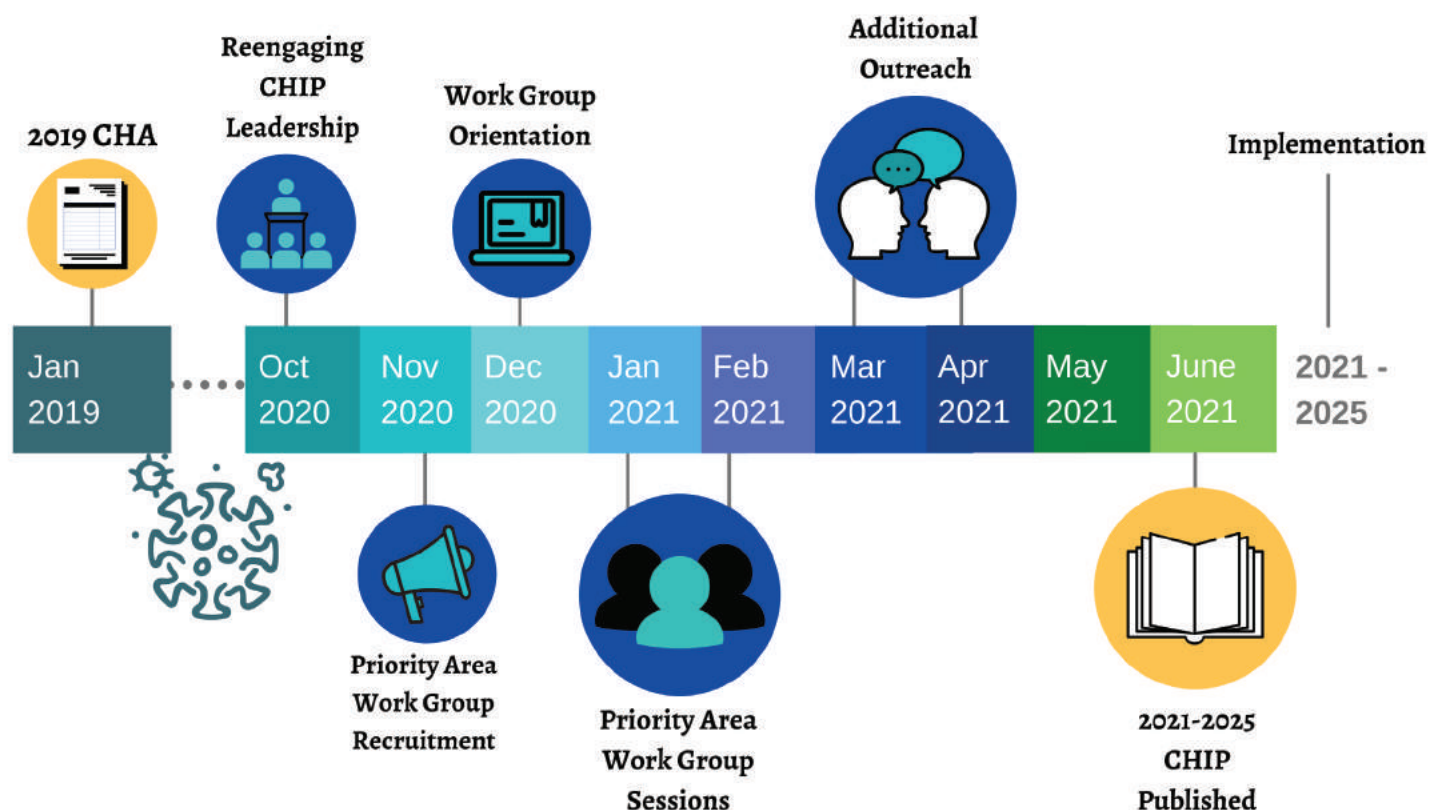 2019 CHA
Reengaging
CHIP
Leadership
Work Group
Orientation
Additional
Outreach
Implementation
Jan
2019
Oct
2020
Nov
2020
Dec
2020
Jan
2021
Feb
2021
Mar
2021
Apr
2021
May
2021
June
2021
2021 -
2025
Priority Area
Work Group
Recruitment
Priority Area
Work Group
Sessions
2021-2025
CHIP
Published